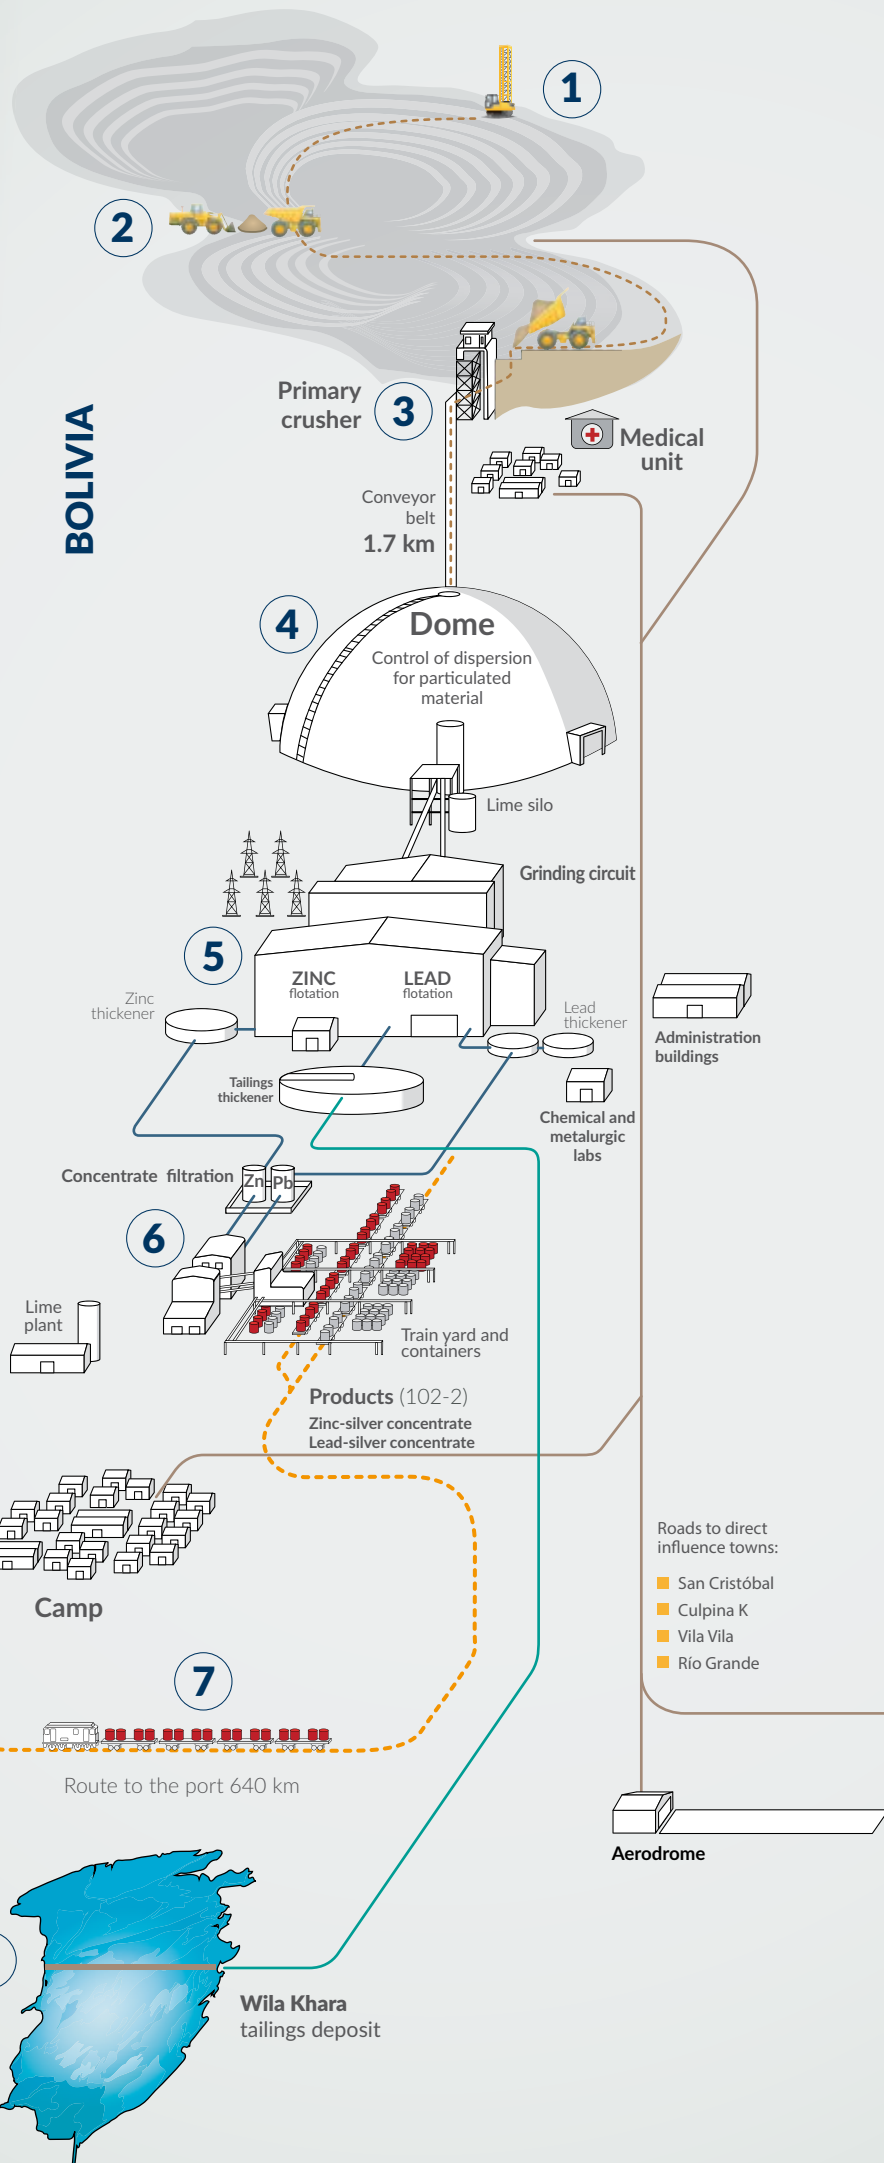 1
2
BOLIVIA
Primary
crusher
3
Medical
unit
Conveyor
belt
1.7 km
4
Dome
Control of dispersion
for particulated
material
Lime silo
Grinding circuit
5
ZINC
flotation
LEAD
flotation
Zinc
thickener
Lead
thickener
Administration
buildings
Tailings
thickener
Chemical and
metalurgic
labs
Concentrate filtration
Zn
Pb
6
Lime
plant
Train yard and
containers
Products (102-2)
Zinc-silver concentrate
Lead-silver concentrate
Camp
Roads to direct
influence towns:
San Cristóbal
Culpina K
Vila Vila
Río Grande
7
Route to the port 640 km
Aerodrome
Wila Khara
tailings deposit